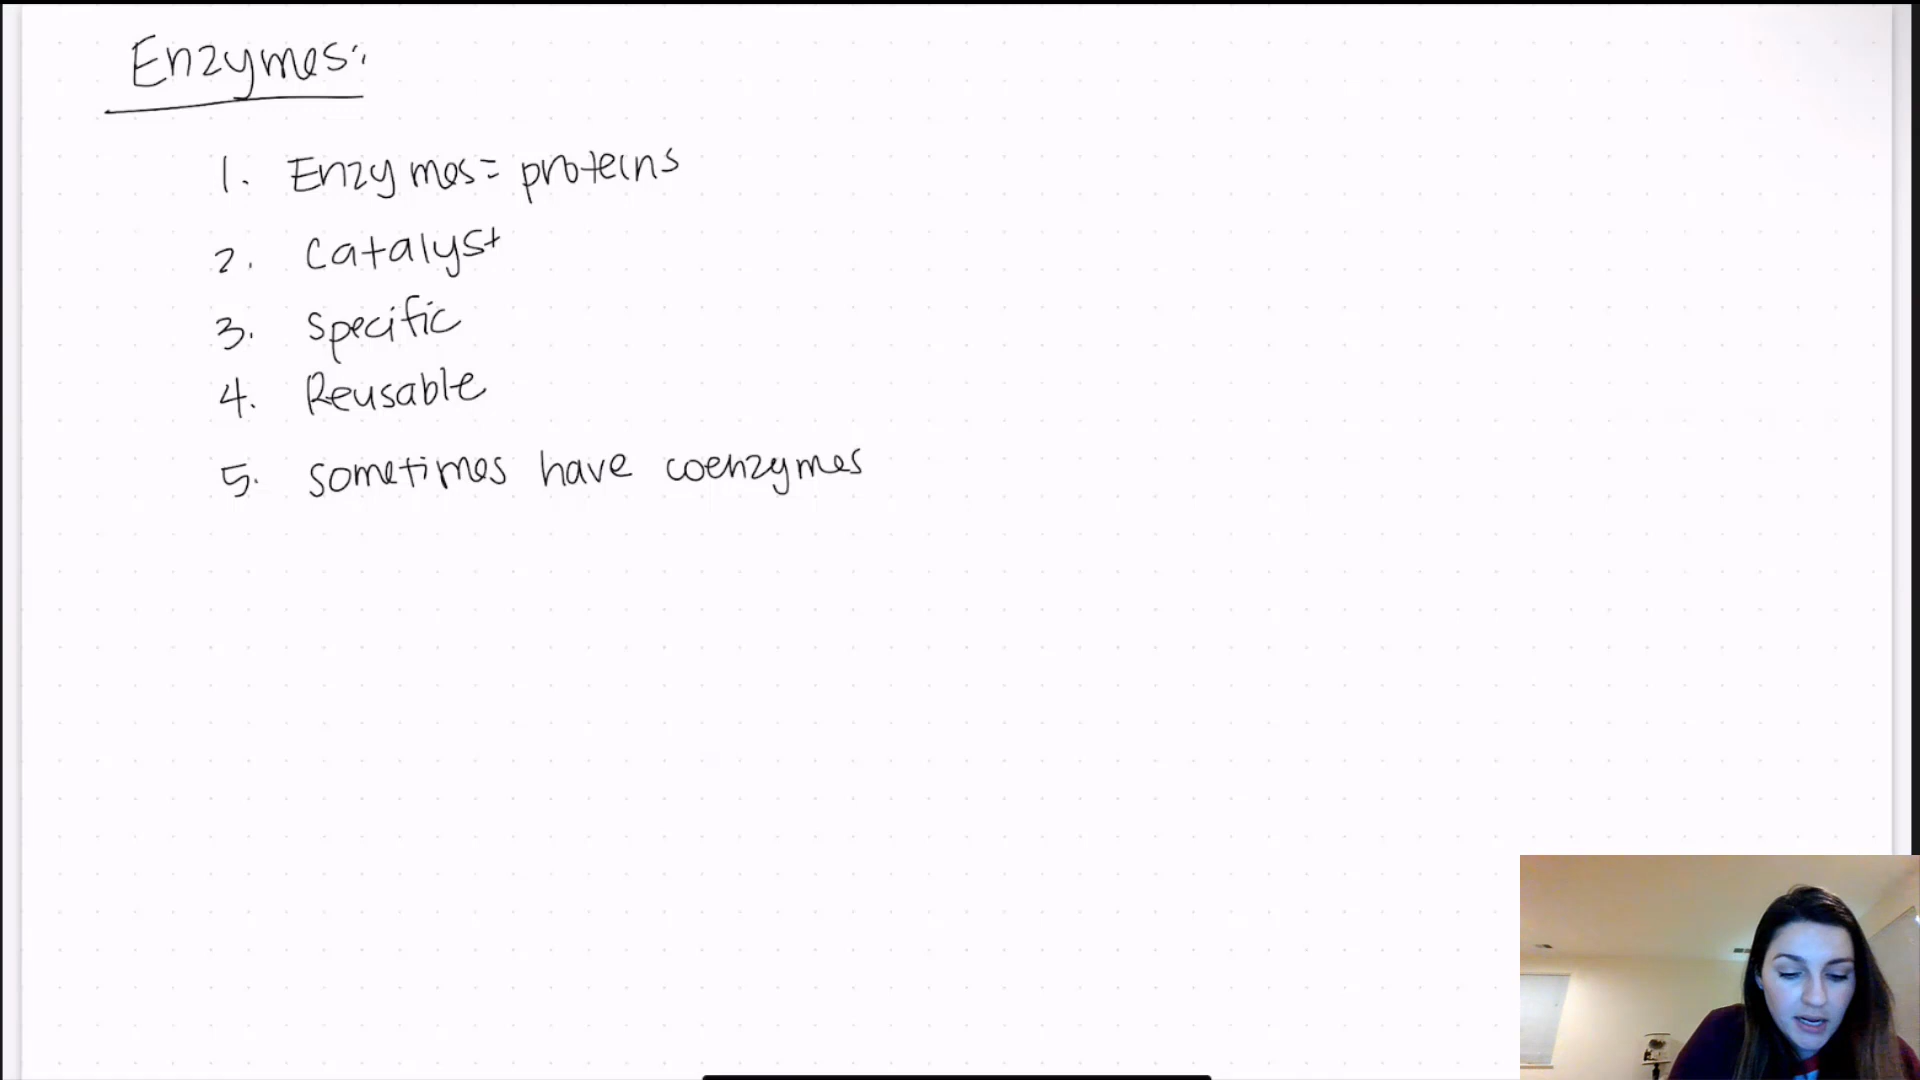 Enzymes:
1. Enzymes = proteins
2. Catalyst
3. Specific
4. Reusable
5. sometimes have coenzymes